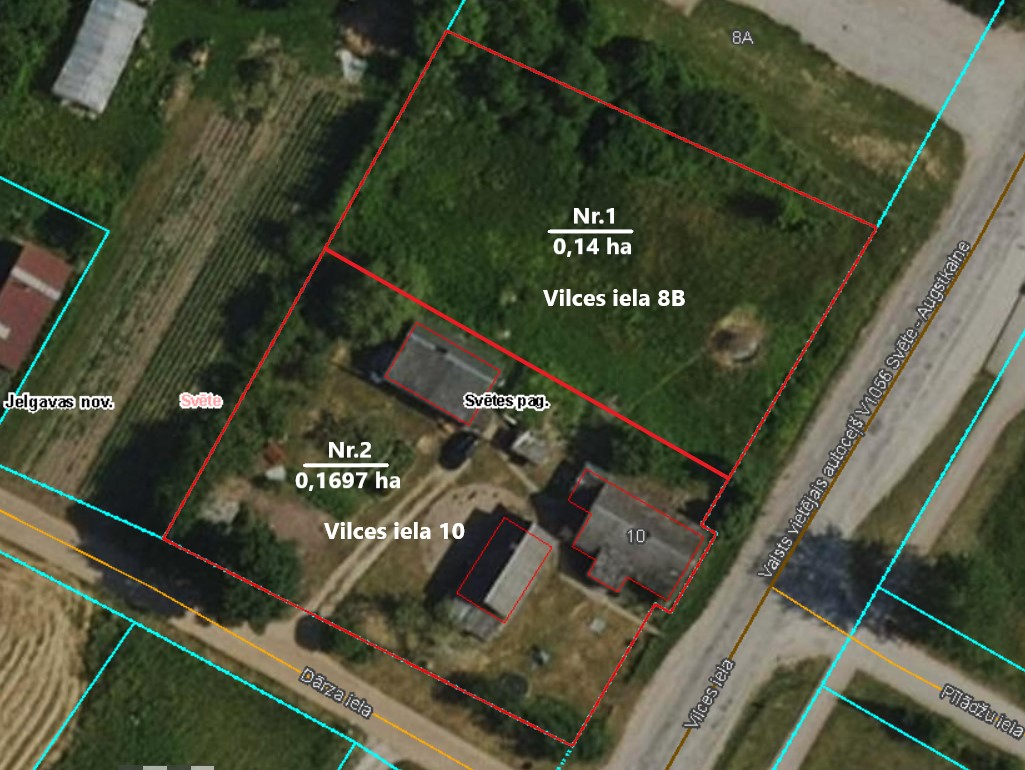 8A
Nr.1
0,14 ha
Vilces iela 8B
Valsts vietējais autoceļš V1056 Svēte - Augstkalne
Jelgavas nov.
Svēte
Svētes pag.
Nr.2
0,1697 ha
Vilces iela 10
10
Dārza iela
Vilces iela
Pīlādžu iela